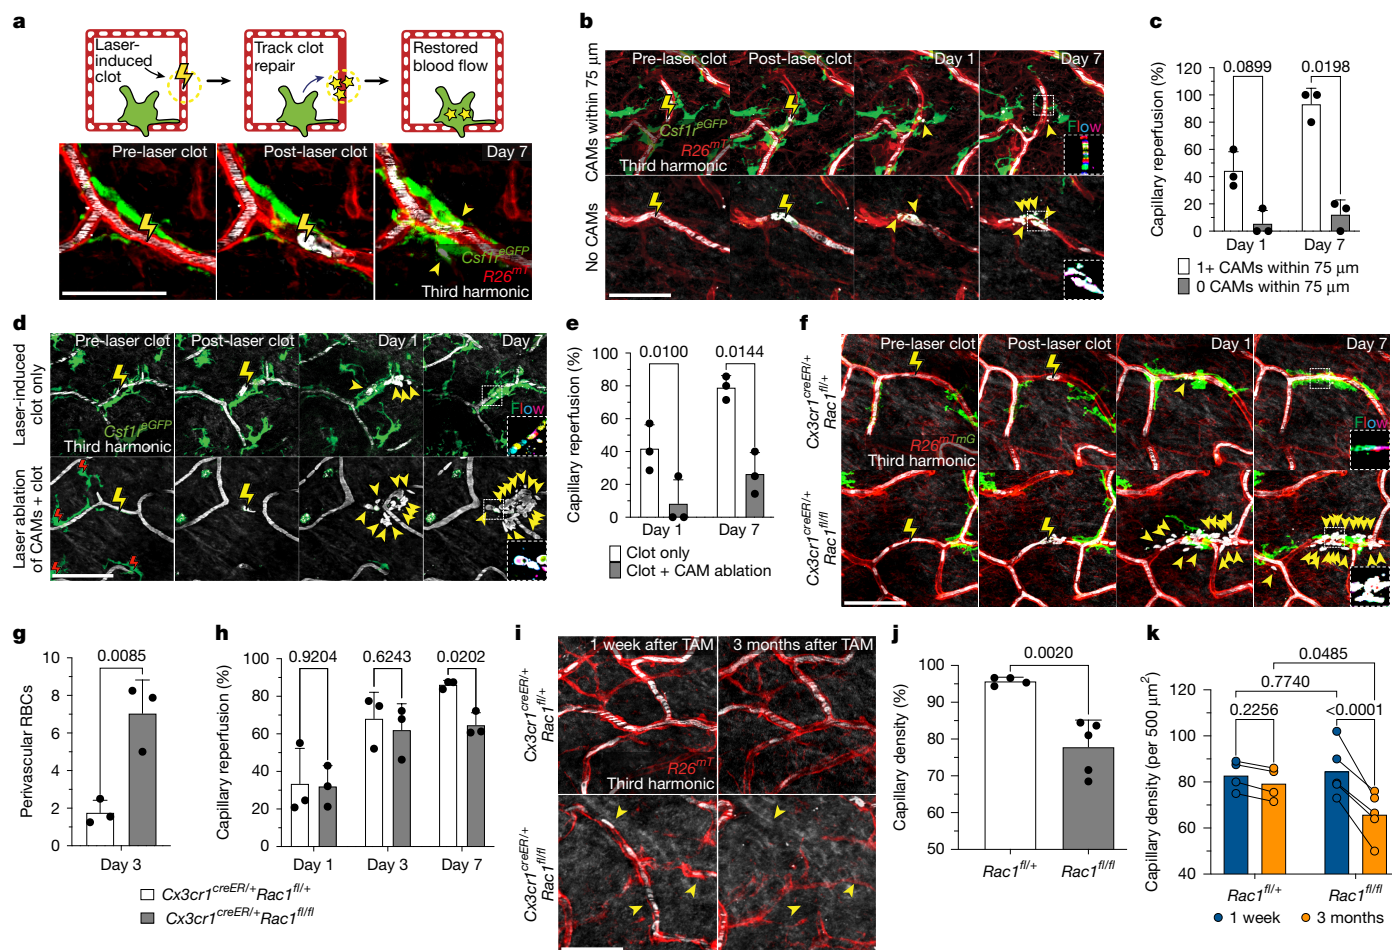 a
Laser-
induced
clot
Track clot
repair
Restored
blood flow
Pre-laser clot
Post-laser clot
Day 7
Csf1r^eGFP
R26^mT
Third harmonic
b
CAMs within 75 µm
No CAMs
Pre-laser clot
Post-laser clot
Day 1
Day 7
Csf1r^eGFP
R26^mT
Third harmonic
Flow
c
Capillary reperfusion (%)
120
100
80
60
40
20
0
0.0899
0.0198
Day 1
Day 7
1+ CAMs within 75 µm
0 CAMs within 75 µm
d
Laser-induced
clot only
Laser ablation
of CAMs + clot
Pre-laser clot
Post-laser clot
Day 1
Day 7
Csf1r^eGFP
Third harmonic
Flow
e
Capillary reperfusion (%)
100
80
60
40
20
0
0.0100
0.0144
Day 1
Day 7
Clot only
Clot + CAM ablation
f
Cx3cr1^creER/+
Rac1^fl/+
Cx3cr1^creER/+
Rac1^fl/fl
Pre-laser clot
Post-laser clot
Day 1
Day 7
R26^mTmG
Third harmonic
Flow
g
Perivascular RBCs
10
8
6
4
2
0
0.0085
Day 3
h
Capillary reperfusion (%)
100
80
60
40
20
0
0.9204
0.6243
0.0202
Day 1
Day 3
Day 7
Cx3cr1^creER/+Rac1^fl/+
Cx3cr1^creER/+Rac1^fl/fl
i
Cx3cr1^creER/+
Rac1^fl/+
Cx3cr1^creER/+
Rac1^fl/fl
1 week after TAM
3 months after TAM
R26^mT
Third harmonic
j
Capillary density (%)
100
90
80
70
60
50
0.0020
Rac1^fl/+
Rac1^fl/fl
k
Capillary density (per 500 µm²)
120
100
80
60
40
0.0485
0.7740
0.2256
<0.0001
Rac1^fl/+
Rac1^fl/fl
1 week
3 months